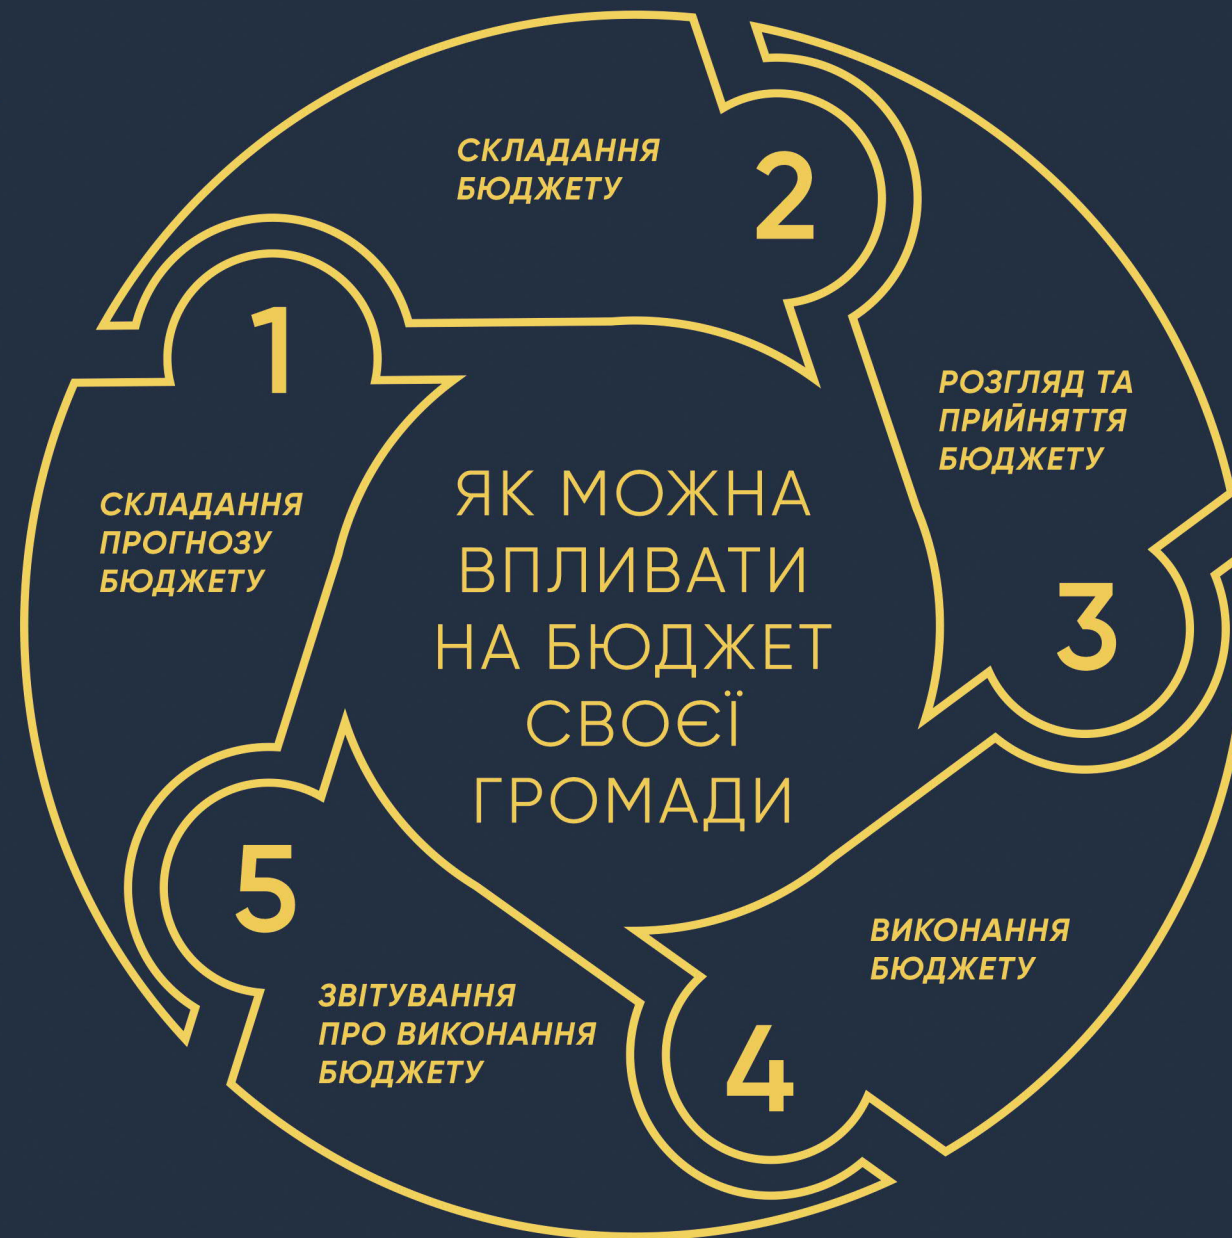 ЯК МОЖНА
ВПЛИВАТИ
НА БЮДЖЕТ
СВОЄЇ
ГРОМАДИ
1
СКЛАДАННЯ
ПРОГНОЗУ
БЮДЖЕТУ
2
СКЛАДАННЯ
БЮДЖЕТУ
3
РОЗГЛЯД ТА
ПРИЙНЯТТЯ
БЮДЖЕТУ
4
ВИКОНАННЯ
БЮДЖЕТУ
5
ЗВІТУВАННЯ
ПРО ВИКОНАННЯ
БЮДЖЕТУ